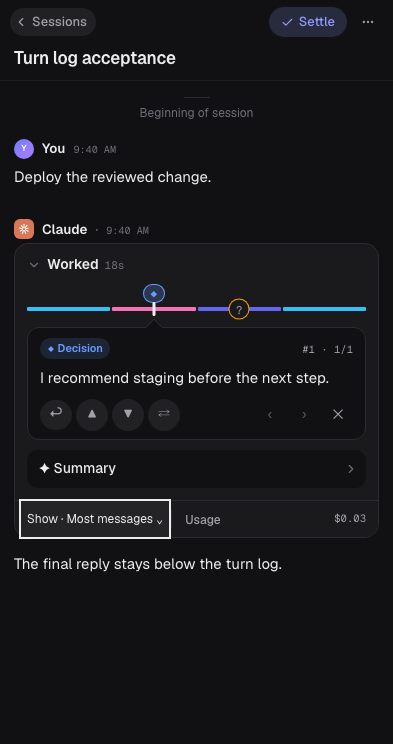 Sessions
Settle
Turn log acceptance
Beginning of session
Y You 9:40 AM
Deploy the reviewed change.
Claude · 9:40 AM
Worked 18s
?
Decision #1 · 1/1
I recommend staging before the next step.
Summary
Show · Most messages Usage $0.03
The final reply stays below the turn log.